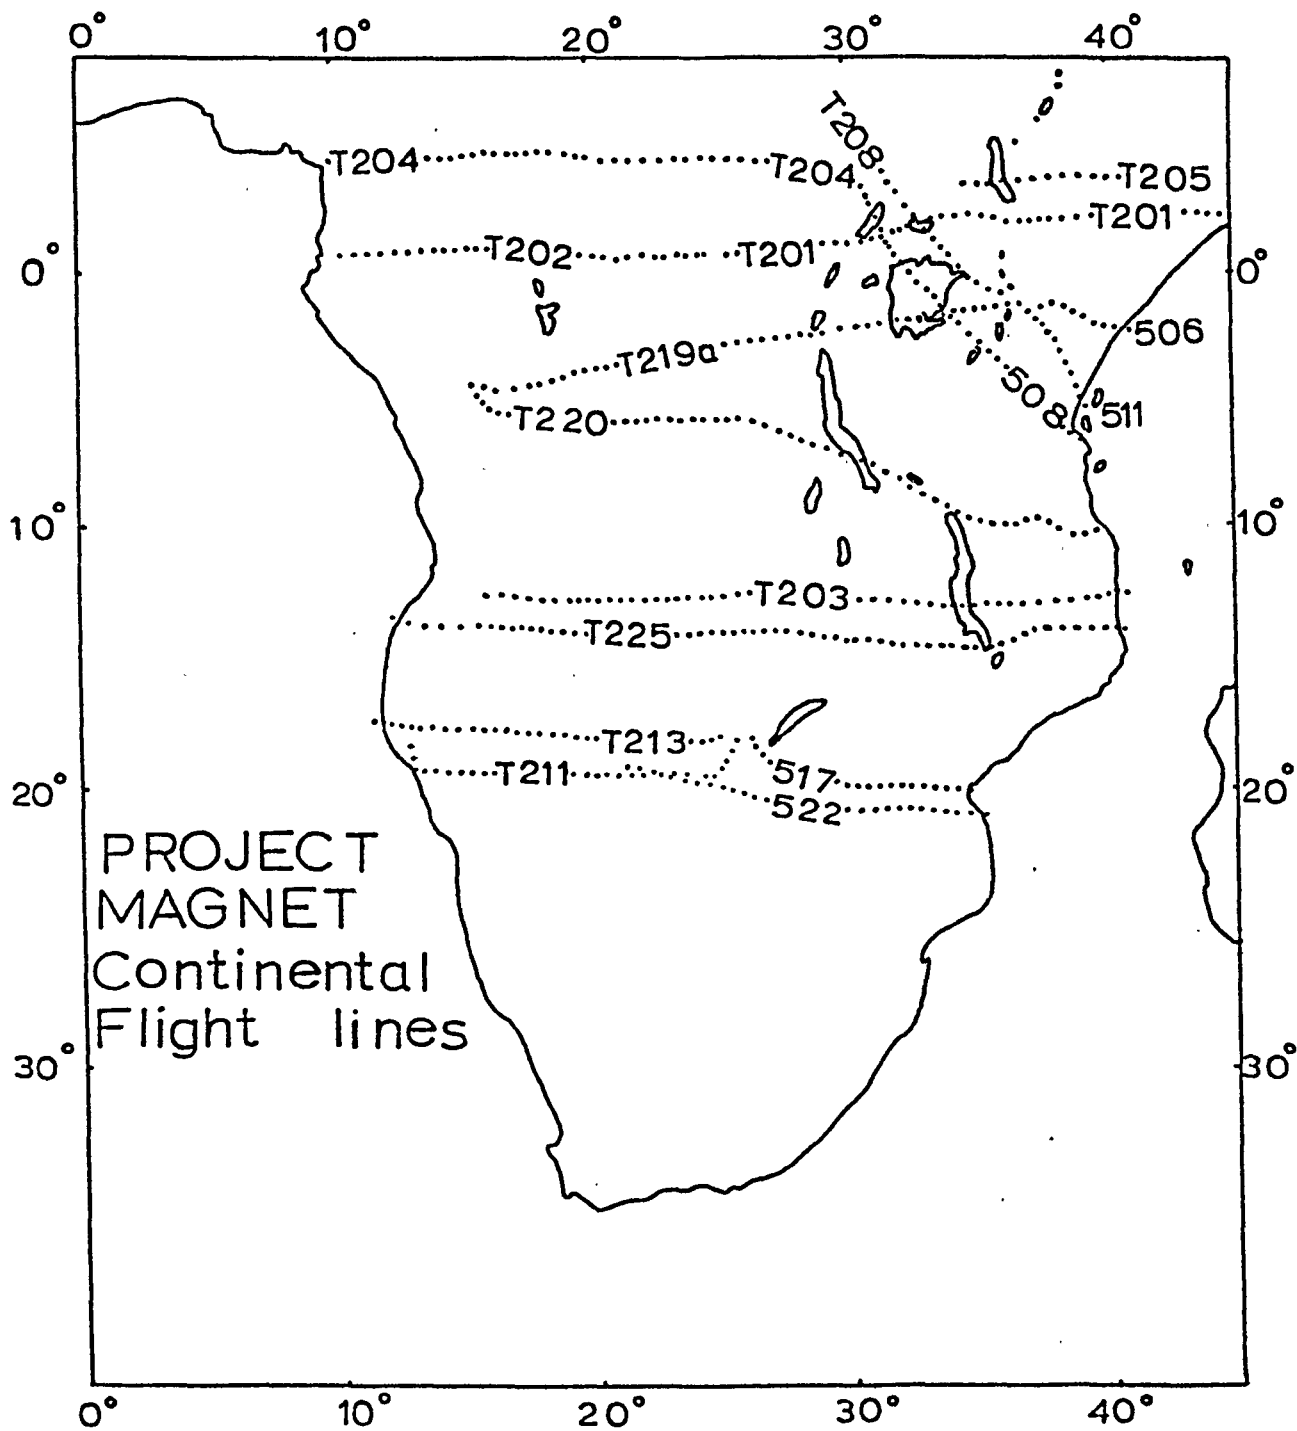 0° 10° 20° 30° 40°
T208
T204 T204 T205
T201
T202 T201
0° 0°
506
T219a
508
511
T220
10° 10°
T203
T225
T213
T211 517
20° 20°
522
PROJECT
MAGNET
Continental
Flight lines
30° 30°
0° 10° 20° 30° 40°